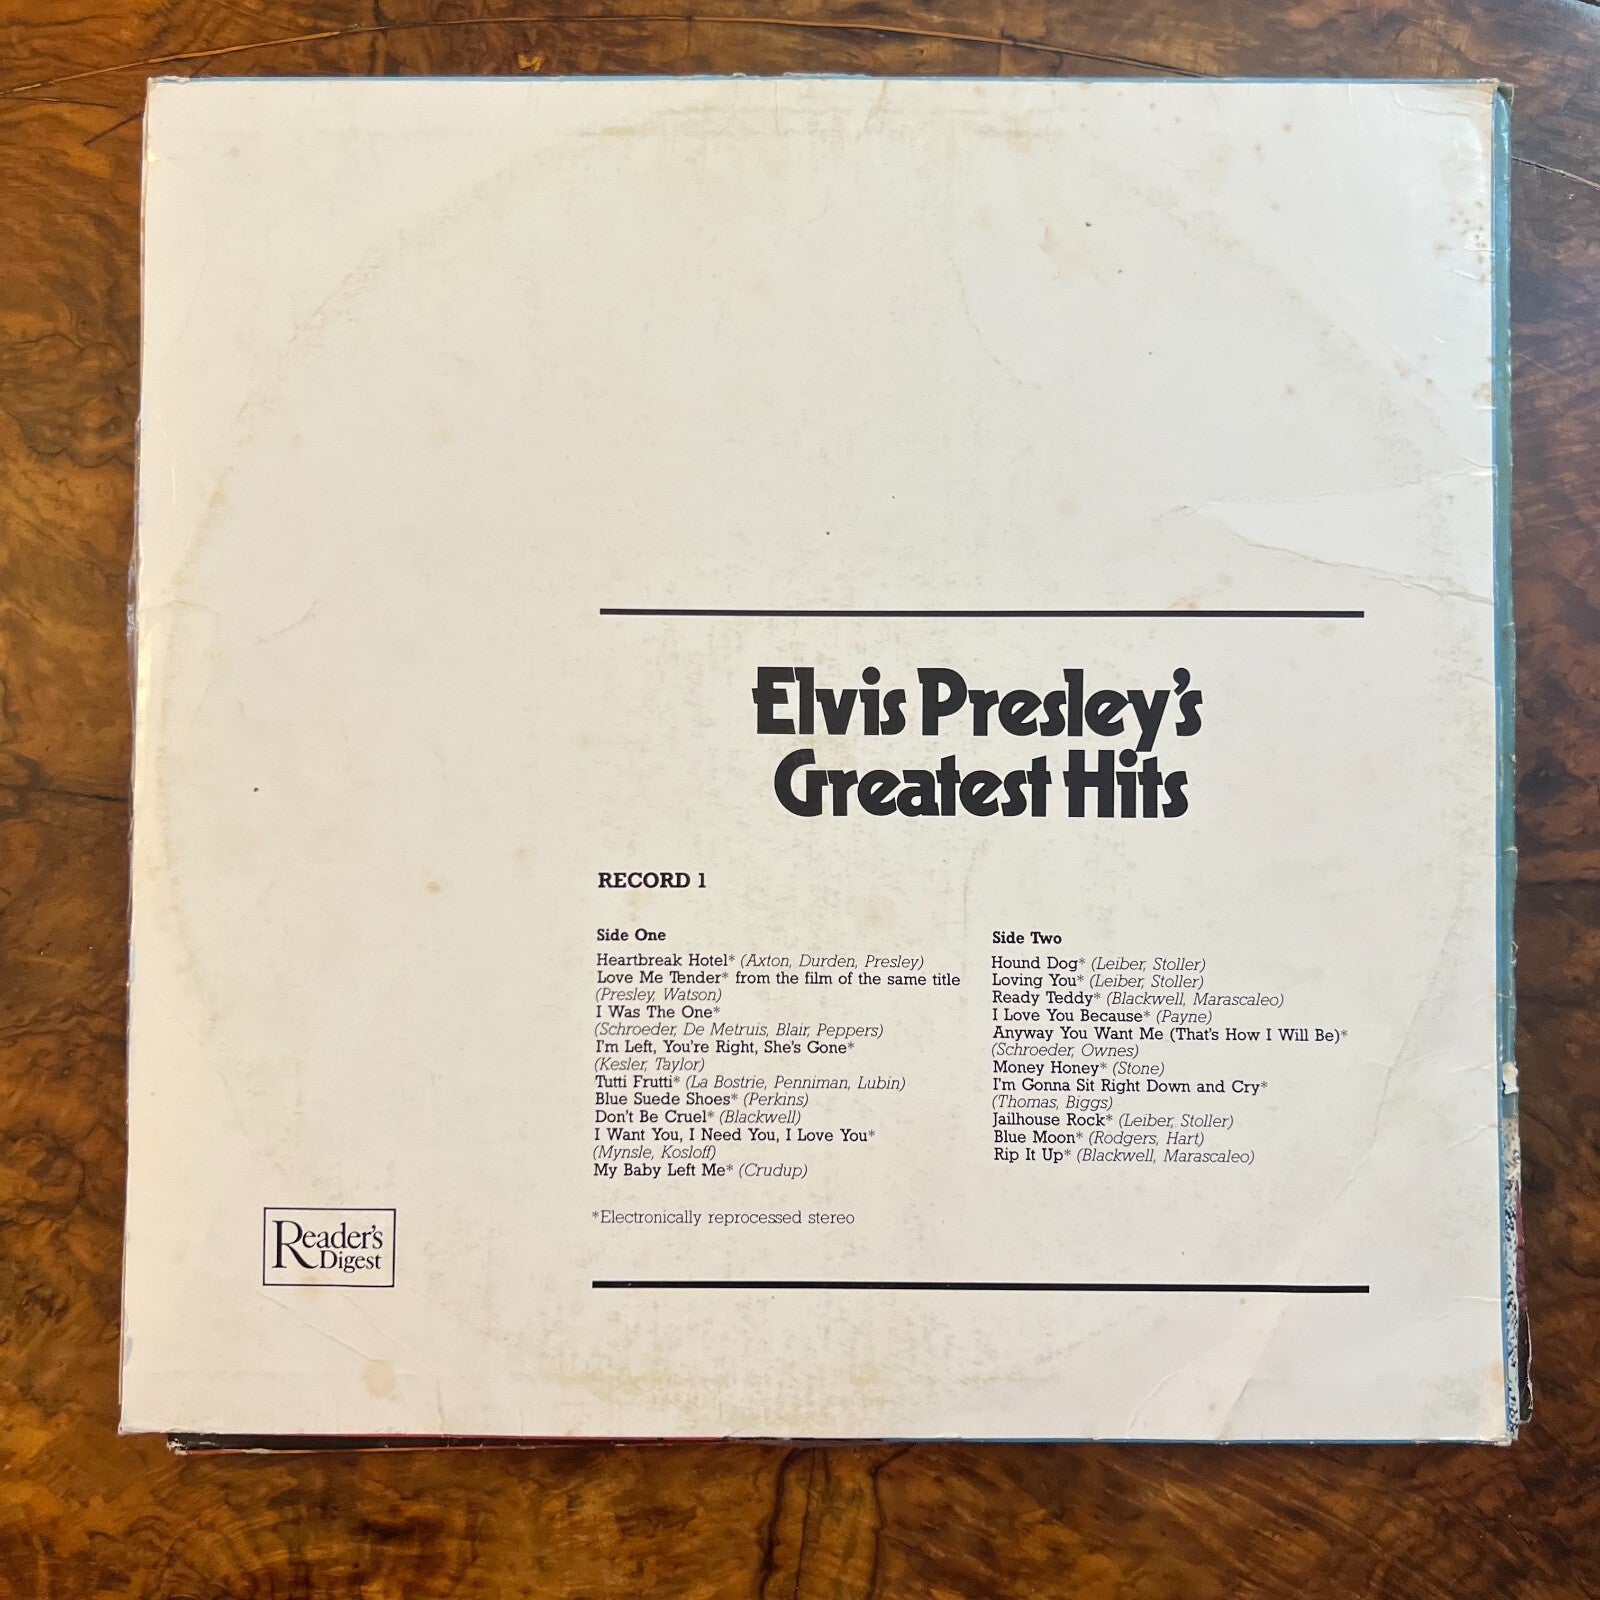 Elvis Presley's
Greatest Hits
RECORD 1
Side One
Heartbreak Hotel* (Axton, Durden, Presley)
Love Me Tender* from the film of the same title
(Presley, Watson)
I Was The One*
(Schroeder, De Metruis, Blair, Peppers)
I'm Left, You're Right, She's Gone*
(Kesler, Taylor)
Tutti Frutti* (La Bostrie, Penniman, Lubin)
Blue Suede Shoes* (Perkins)
Don't Be Cruel* (Blackwell)
I Want You, I Need You, I Love You*
(Mynsle, Kosloff)
My Baby Left Me* (Crudup)
*Electronically reprocessed stereo
Side Two
Hound Dog* (Leiber, Stoller)
Loving You* (Leiber, Stoller)
Ready Teddy* (Blackwell, Marascaleo)
I Love You Because* (Payne)
Anyway You Want Me (That's How I Will Be)*
(Schroeder, Ownes)
Money Honey* (Stone)
I'm Gonna Sit Right Down and Cry*
(Thomas, Biggs)
Jailhouse Rock* (Leiber, Stoller)
Blue Moon* (Rodgers, Hart)
Rip It Up* (Blackwell, Marascaleo)
Reader's
Digest